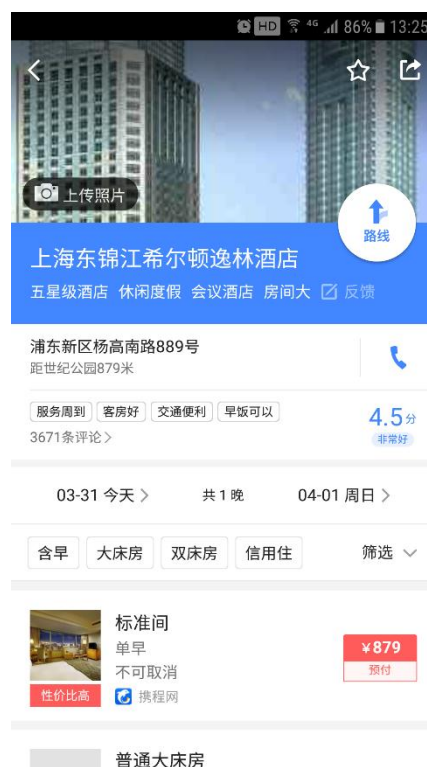 HD 4G 86% 13:25
上传照片
路线
上海东锦江希尔顿逸林酒店
五星级酒店 休闲度假 会议酒店 房间大 反馈
浦东新区杨高南路889号
距世纪公园879米
服务周到 客房好 交通便利 早饭可以
4.5分
3671条评论>
非常好
03-31 今天> 共1晚 04-01 周日>
含早 大床房 双床房 信用住 筛选
标准间
单早
¥879
不可取消
预付
性价比高
携程网
普通大床房